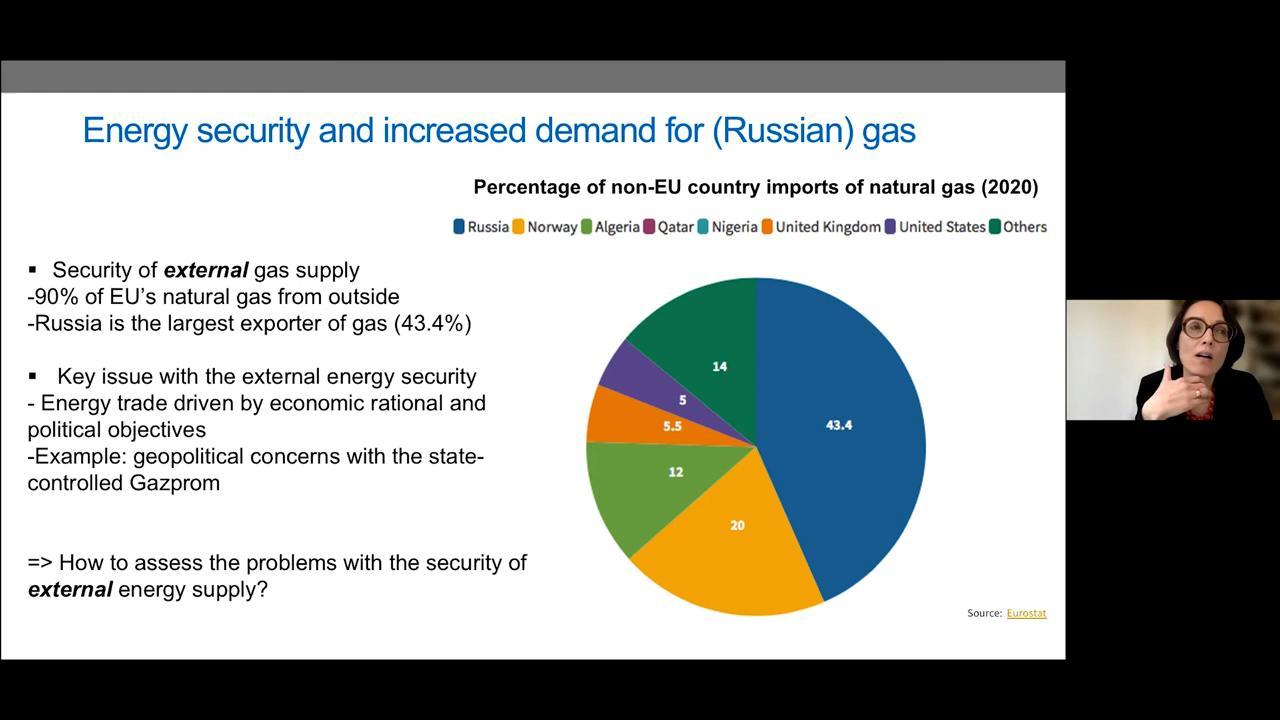 Energy security and increased demand for (Russian) gas
Percentage of non-EU country imports of natural gas (2020)
Russia Norway Algeria Qatar Nigeria United Kingdom United States Others
▪ Security of external gas supply
-90% of EU’s natural gas from outside
-Russia is the largest exporter of gas (43.4%)
▪ Key issue with the external energy security
- Energy trade driven by economic rational and
political objectives
-Example: geopolitical concerns with the state-
controlled Gazprom
=> How to assess the problems with the security of
external energy supply?
14
5
5.5
12
20
43.4
Source: Eurostat